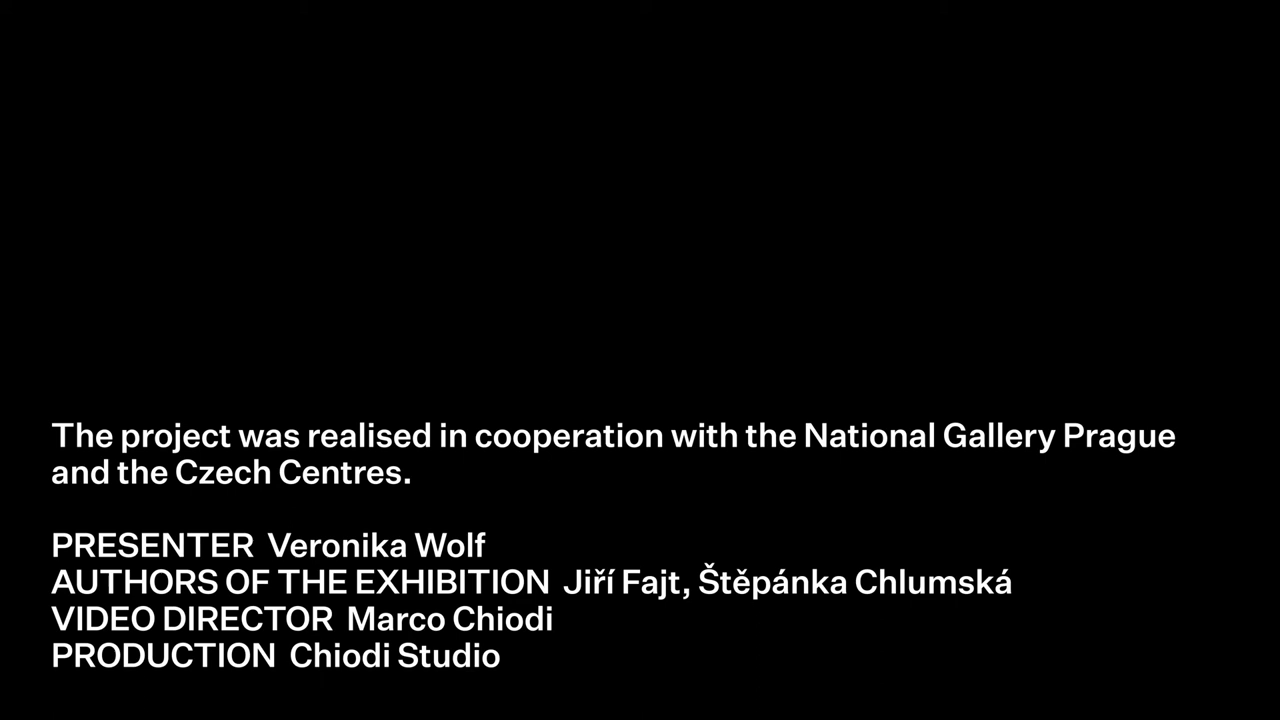 The project was realised in cooperation with the National Gallery Prague
and the Czech Centres.
PRESENTER Veronika Wolf
AUTHORS OF THE EXHIBITION Jiří Fajt, Štěpánka Chlumská
VIDEO DIRECTOR Marco Chiodi
PRODUCTION Chiodi Studio